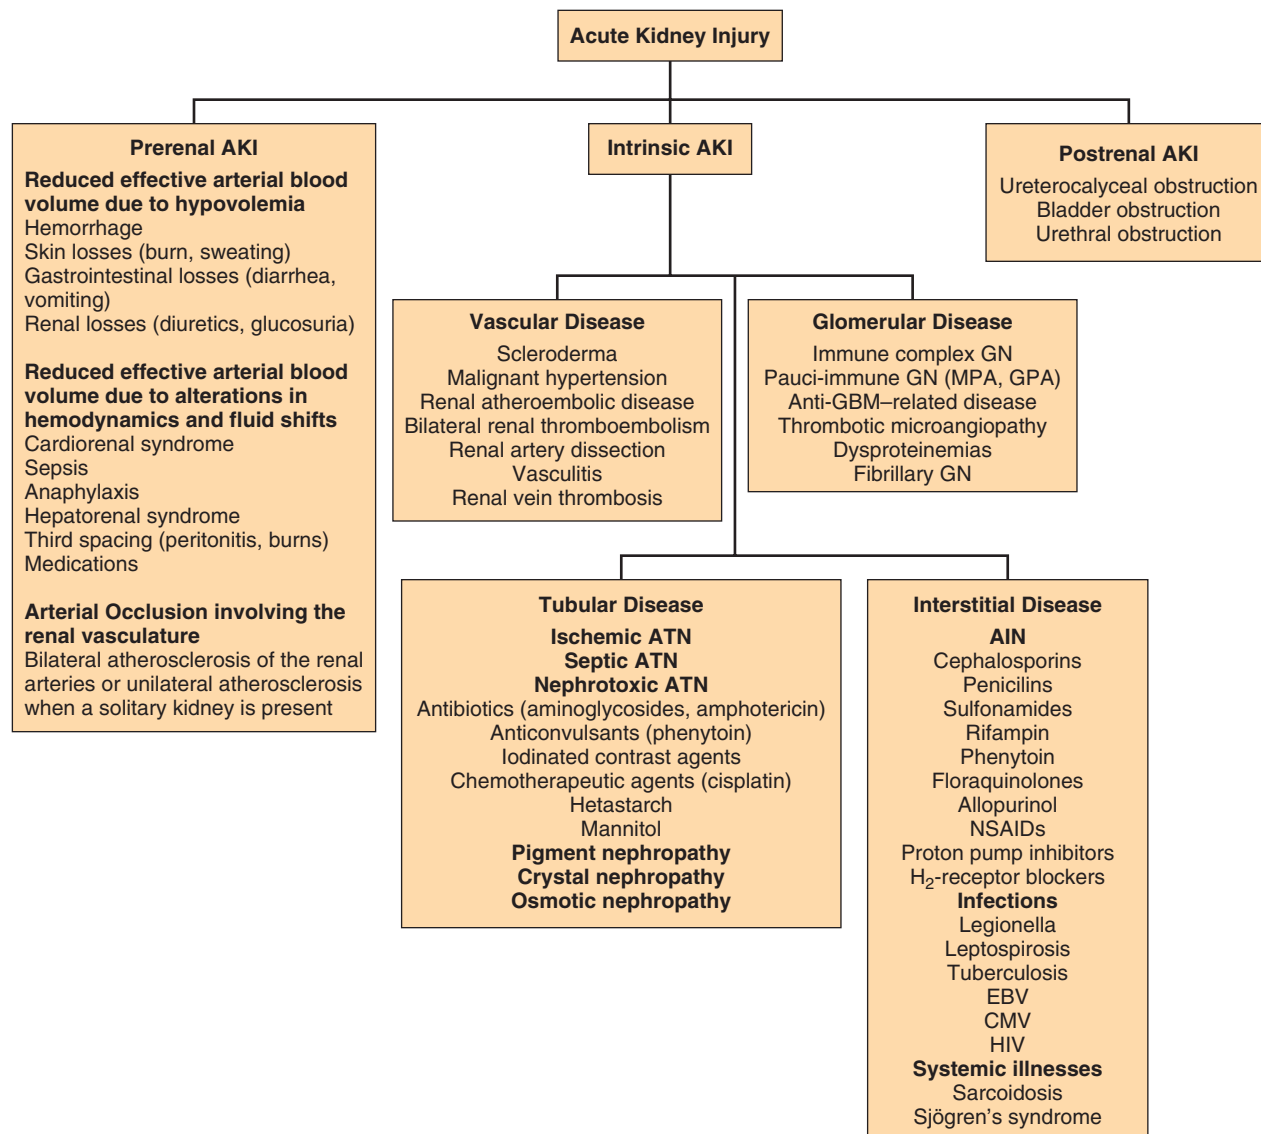 Acute Kidney Injury
Prerenal AKI
Reduced effective arterial blood
volume due to hypovolemia
Hemorrhage
Skin losses (burn, sweating)
Gastrointestinal losses (diarrhea,
vomiting)
Renal losses (diuretics, glucosuria)
Reduced effective arterial blood
volume due to alterations in
hemodynamics and fluid shifts
Cardiorenal syndrome
Sepsis
Anaphylaxis
Hepatorenal syndrome
Third spacing (peritonitis, burns)
Medications
Arterial Occlusion involving the
renal vasculature
Bilateral atherosclerosis of the renal
arteries or unilateral atherosclerosis
when a solitary kidney is present
Intrinsic AKI
Postrenal AKI
Ureterocalyceal obstruction
Bladder obstruction
Urethral obstruction
Vascular Disease
Scleroderma
Malignant hypertension
Renal atheroembolic disease
Bilateral renal thromboembolism
Renal artery dissection
Vasculitis
Renal vein thrombosis
Glomerular Disease
Immune complex GN
Pauci-immune GN (MPA, GPA)
Anti-GBM–related disease
Thrombotic microangiopathy
Dysproteinemias
Fibrillary GN
Tubular Disease
Ischemic ATN
Septic ATN
Nephrotoxic ATN
Antibiotics (aminoglycosides, amphotericin)
Anticonvulsants (phenytoin)
Iodinated contrast agents
Chemotherapeutic agents (cisplatin)
Hetastarch
Mannitol
Pigment nephropathy
Crystal nephropathy
Osmotic nephropathy
Interstitial Disease
AIN
Cephalosporins
Penicilins
Sulfonamides
Rifampin
Phenytoin
Floraquinolones
Allopurinol
NSAIDs
Proton pump inhibitors
H₂-receptor blockers
Infections
Legionella
Leptospirosis
Tuberculosis
EBV
CMV
HIV
Systemic illnesses
Sarcoidosis
Sjögren's syndrome